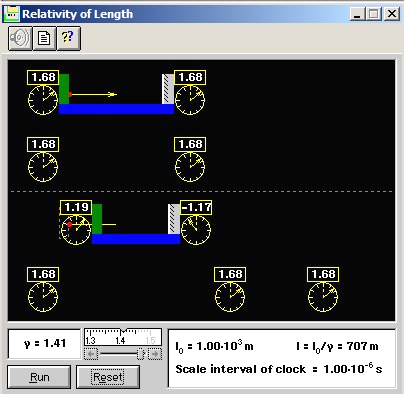 Relativity of Length
??
1.68 1.68
1.68 1.68
1.19 -1.17
1.68 1.68 1.68
γ = 1.41
1.3 1.4 1.5
l₀ = 1.00·10³ m l = l₀/γ = 707 m
Scale interval of clock = 1.00·10⁻⁶ s
Run Reset